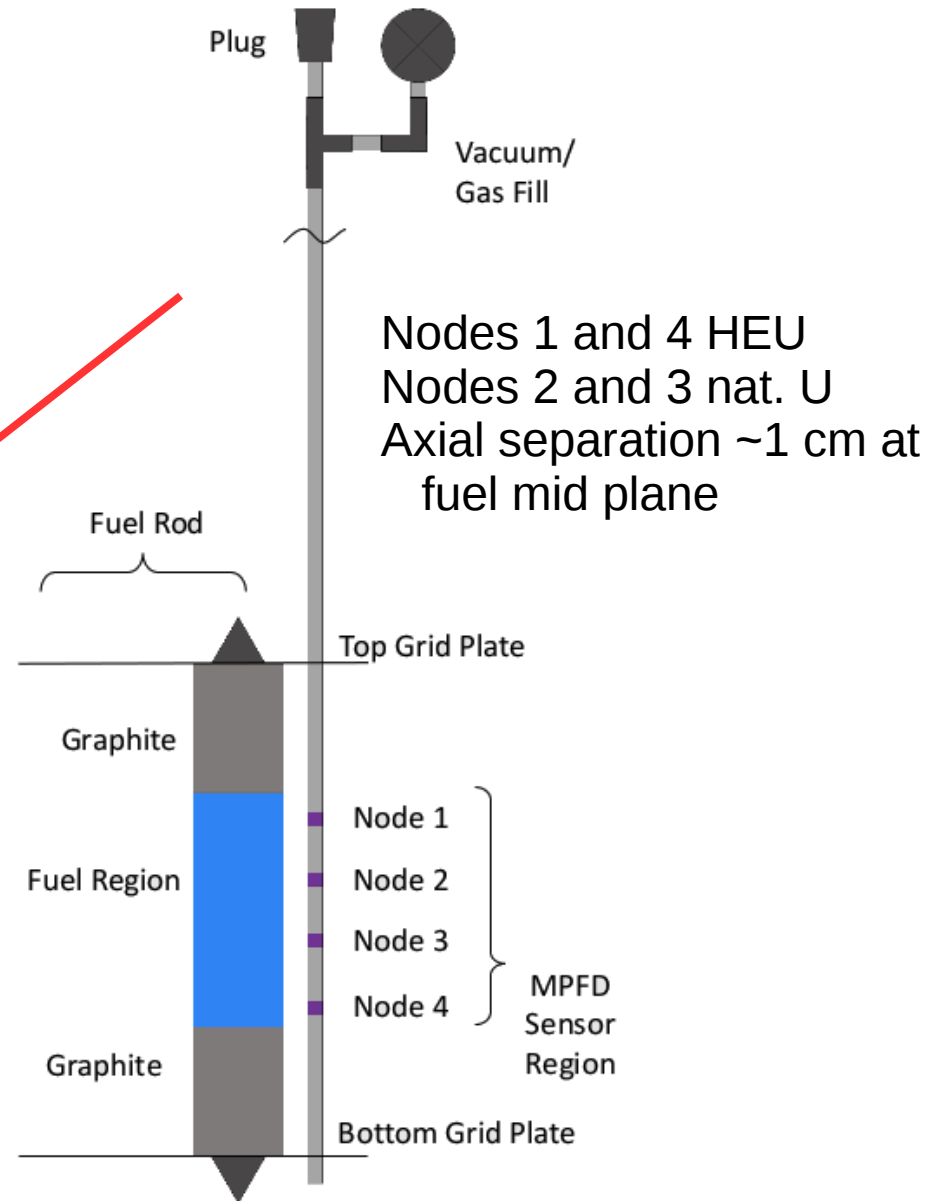 Plug
Vacuum/
Gas Fill
Nodes 1 and 4 HEU
Nodes 2 and 3 nat. U
Axial separation ~1 cm at
fuel mid plane
Fuel Rod
Top Grid Plate
Graphite
Node 1
Fuel Region
Node 2
Node 3
Node 4
MPFD
Sensor
Region
Graphite
Bottom Grid Plate